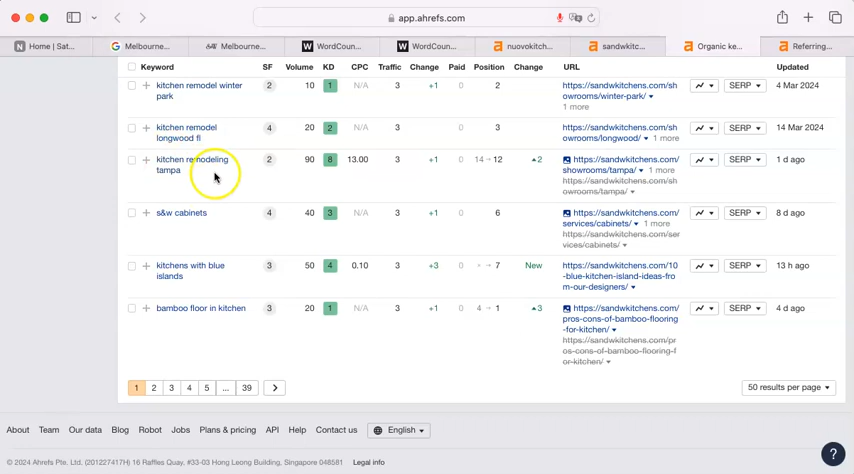 app.ahrefs.com
Home | Sat...
Melbourne...
Melbourne...
WordCoun...
WordCoun...
nuovokitch...
sandwkitc...
Organic ke...
Referring...
Keyword SF Volume KD CPC Traffic Change Paid Position Change URL Updated
kitchen remodel winter park 2 10 1 N/A 3 +1 0 2 https://sandwkitchens.com/showrooms/winter-park/ 1 more SERP 4 Mar 2024
kitchen remodel longwood fl 4 20 2 N/A 3 0 3 https://sandwkitchens.com/showrooms/longwood/ 1 more SERP 14 Mar 2024
kitchen remodeling tampa 2 90 8 13.00 3 +1 0 14 → 12 2 https://sandwkitchens.com/showrooms/tampa/ 1 more https://sandwkitchens.com/showrooms/tampa/ SERP 1 d ago
s&w cabinets 4 40 3 N/A 3 +1 0 6 https://sandwkitchens.com/services/cabinets/ 1 more https://sandwkitchens.com/services/cabinets/ SERP 8 d ago
kitchens with blue islands 3 50 4 0.10 3 +3 0 → 7 New https://sandwkitchens.com/10-blue-kitchen-island-ideas-from-our-designers/ SERP 13 h ago
bamboo floor in kitchen 3 20 1 N/A 3 +1 0 4 → 1 3 https://sandwkitchens.com/pros-cons-of-bamboo-flooring-for-kitchen/ https://sandwkitchens.com/pros-cons-of-bamboo-flooring-for-kitchen/ SERP 4 d ago
1 2 3 4 5 ... 39
50 results per page
About Team Our data Blog Robot Jobs Plans & pricing API Help Contact us English
© 2024 Ahrefs Pte. Ltd. (201227417H) 16 Raffles Quay, #33-03 Hong Leong Building, Singapore 048581 Legal info
?